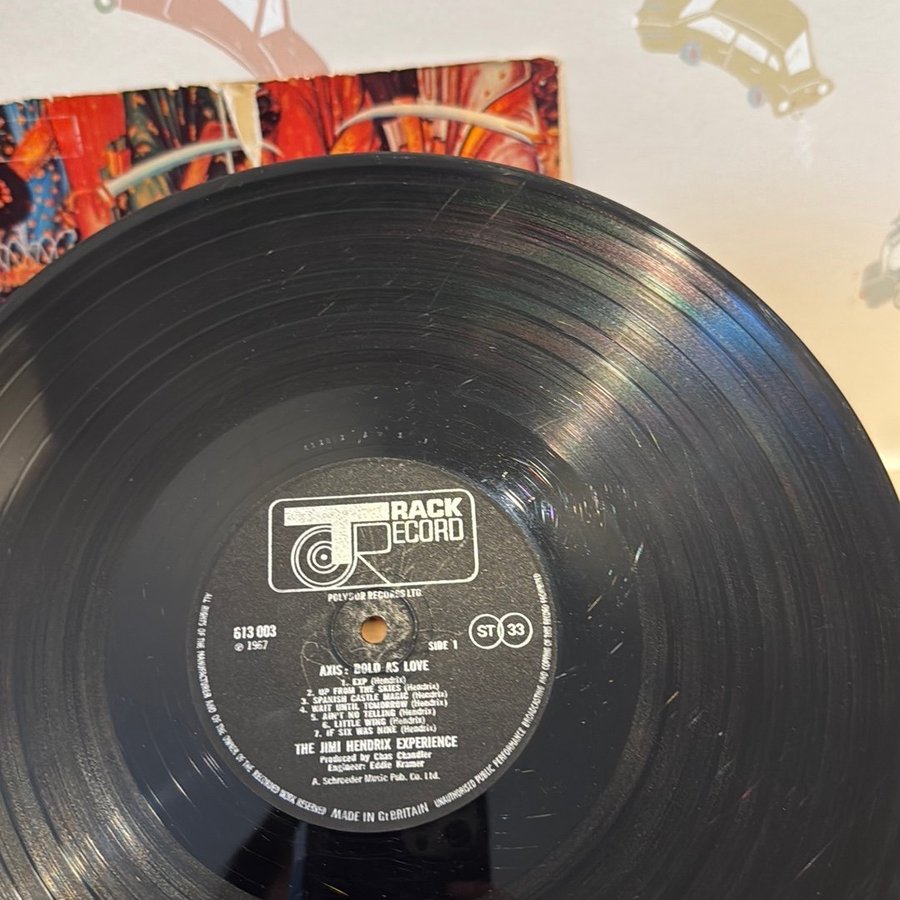 TRACK
RECORD
POLYDOR RECORDS LTD.
613 003
℗ 1967
SIDE 1
ST 33
AXIS: BOLD AS LOVE
1. EXP (Hendrix)
2. UP FROM THE SKIES (Hendrix)
3. SPANISH CASTLE MAGIC (Hendrix)
4. WAIT UNTIL TOMORROW (Hendrix)
5. AIN'T NO TELLING (Hendrix)
6. LITTLE WING (Hendrix)
7. IF SIX WAS NINE (Hendrix)
THE JIMI HENDRIX EXPERIENCE
Produced by Chas Chandler
Engineer: Eddie Kramer
A. Schroeder Music Pub. Co. Ltd.
ALL RIGHTS OF THE MANUFACTURER AND OF THE OWNER OF THE RECORDED WORK RESERVED
MADE IN Gt BRITAIN
UNAUTHORISED PUBLIC PERFORMANCE BROADCASTING AND COPYING OF THIS RECORD PROHIBITED